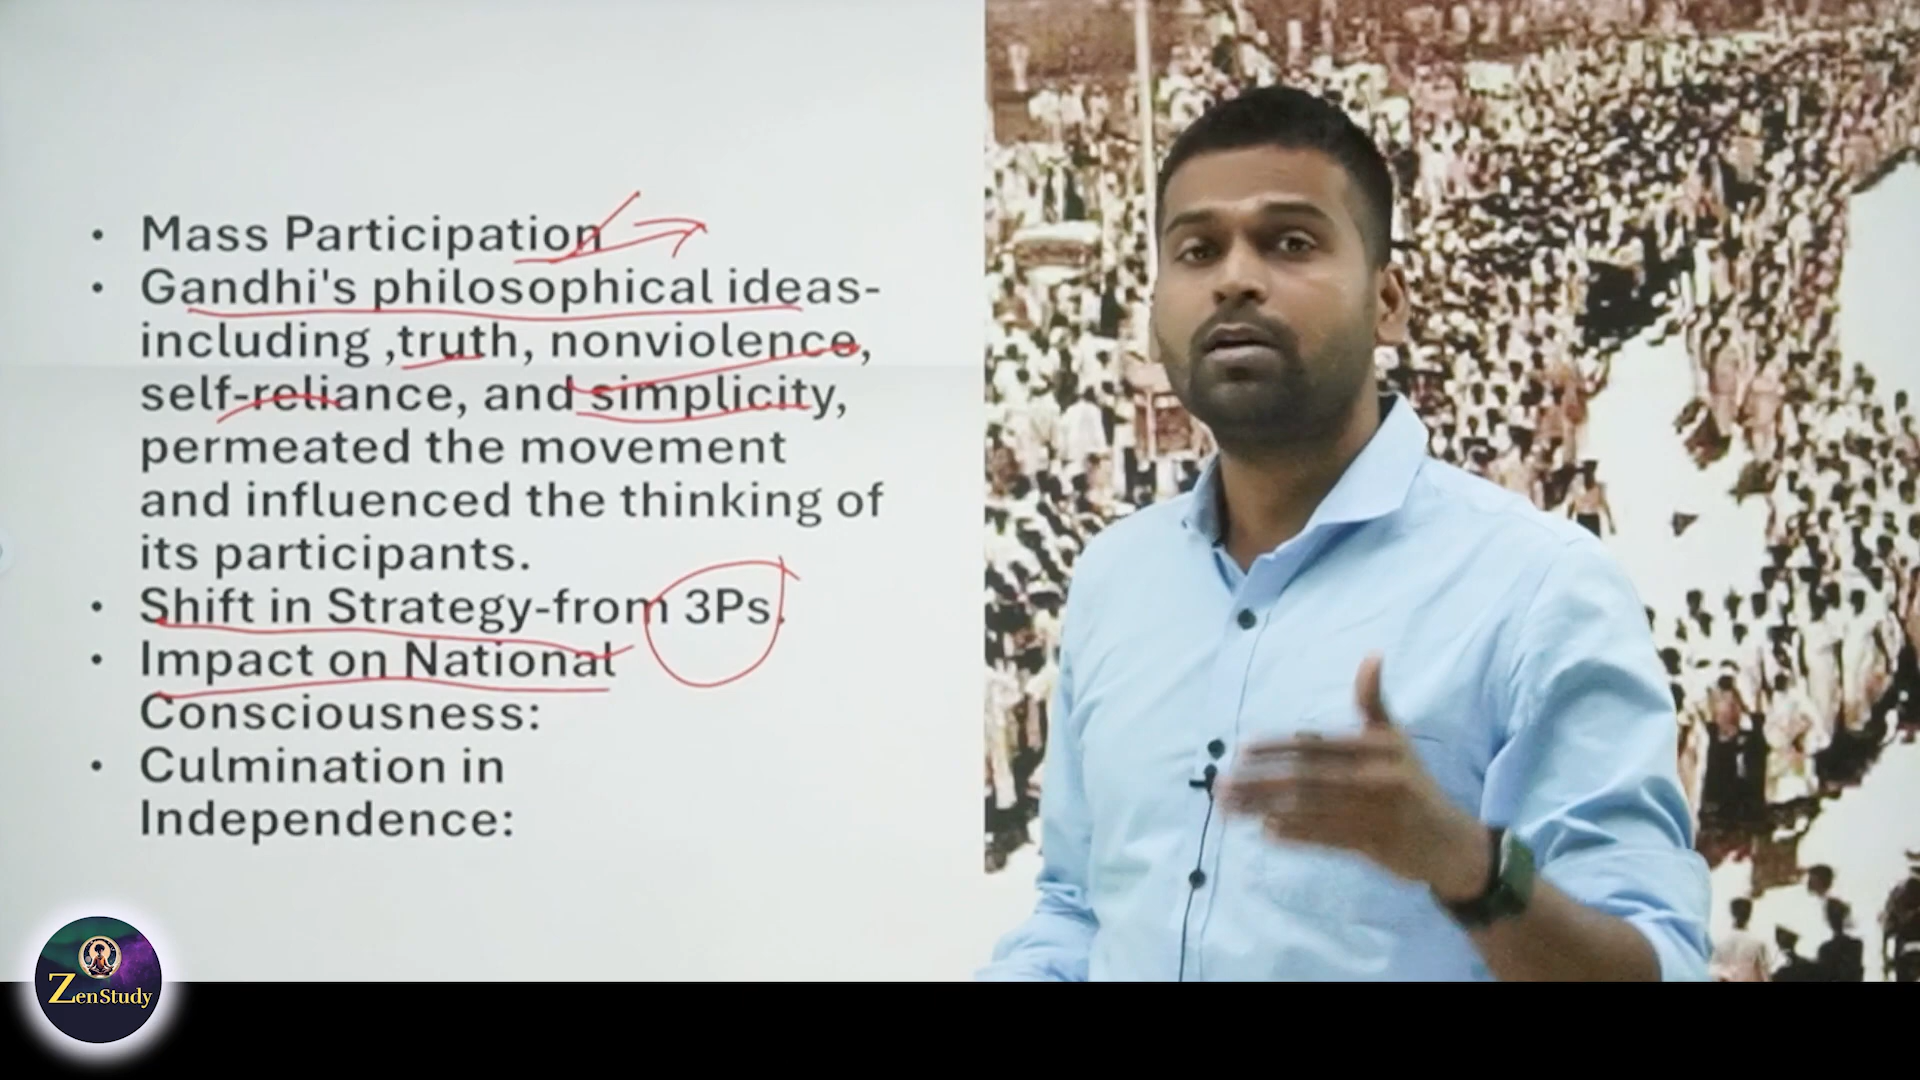 • Mass Participation
• Gandhi's philosophical ideas-
including ,truth, nonviolence,
self-reliance, and simplicity,
permeated the movement
and influenced the thinking of
its participants.
• Shift in Strategy-from 3Ps.
• Impact on National
Consciousness:
• Culmination in
Independence:
ZenStudy